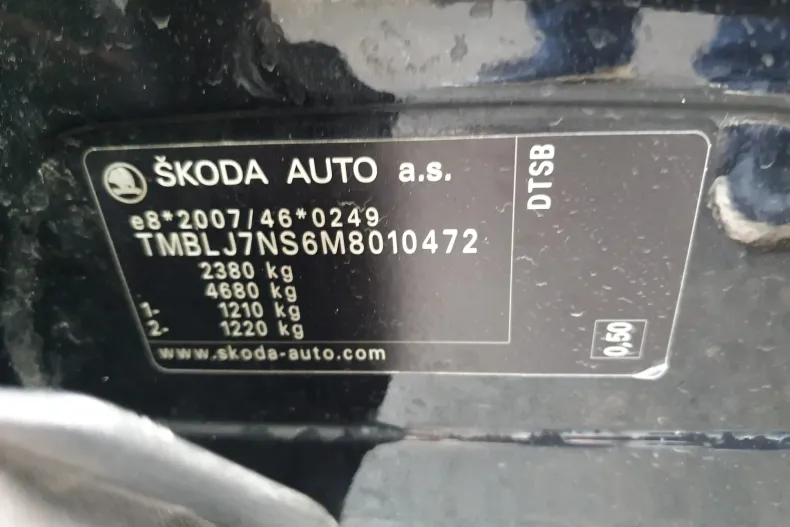 ŠKODA AUTO a.s.
e8*2007/46*0249
TMBLJ7NS6M8010472
2380 kg
4680 kg
1- 1210 kg
2- 1220 kg
www.skoda-auto.com
DTSB
0,50